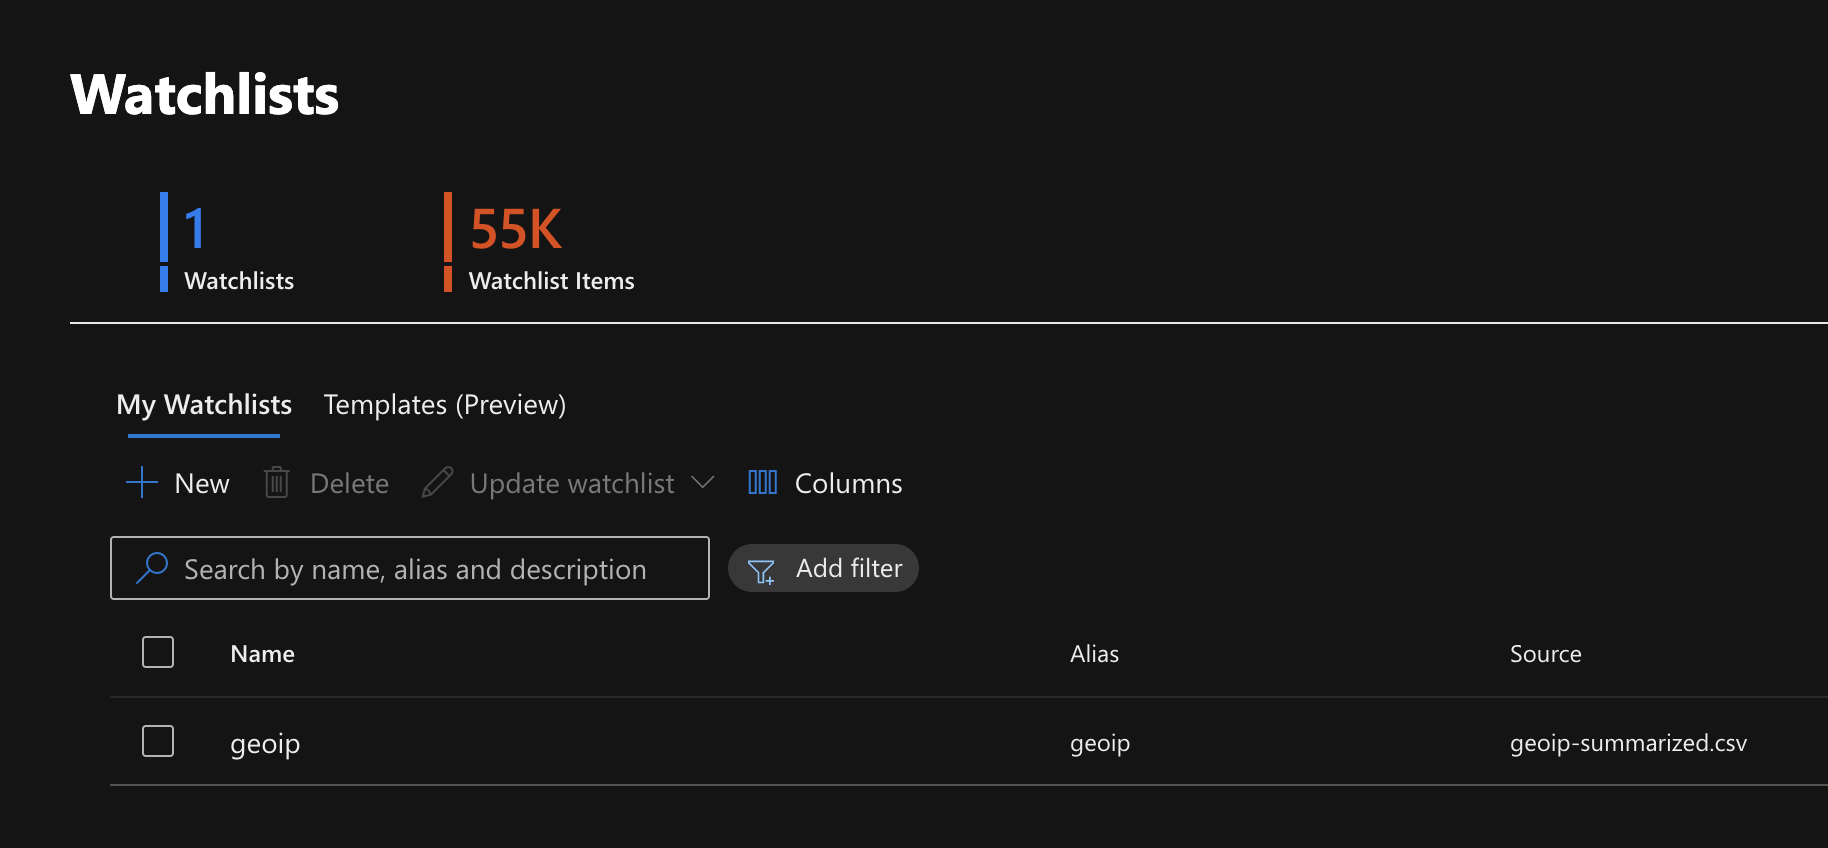 Watchlists
1
Watchlists
55K
Watchlist Items
My Watchlists Templates (Preview)
New Delete Update watchlist Columns
Search by name, alias and description Add filter
Name Alias Source
geoip geoip geoip-summarized.csv